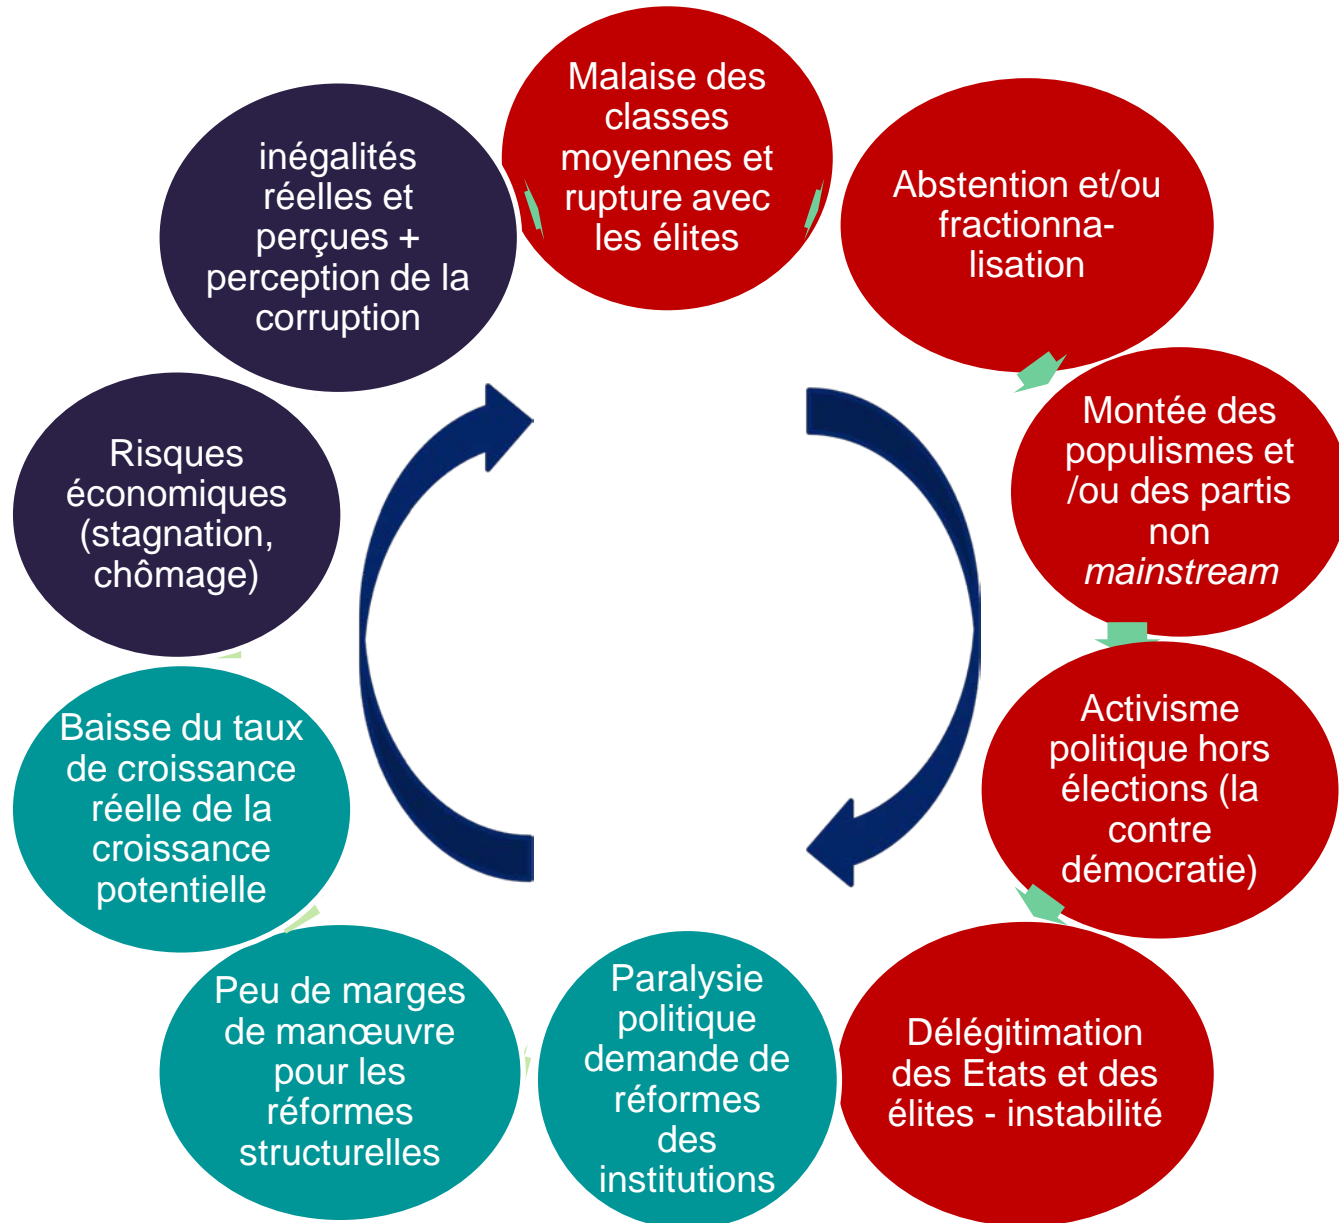 Malaise des
classes
moyennes et
rupture avec
les élites
Abstention et/ou
fractionna-
lisation
Montée des
populismes et
/ou des partis
non
mainstream
Activisme
politique hors
élections (la
contre
démocratie)
Délégitimation
des Etats et des
élites - instabilité
Paralysie
politique
demande de
réformes
des
institutions
Peu de marges
de manœuvre
pour les
réformes
structurelles
Baisse du taux
de croissance
réelle de la
croissance
potentielle
Risques
économiques
(stagnation,
chômage)
inégalités
réelles et
perçues +
perception de la
corruption